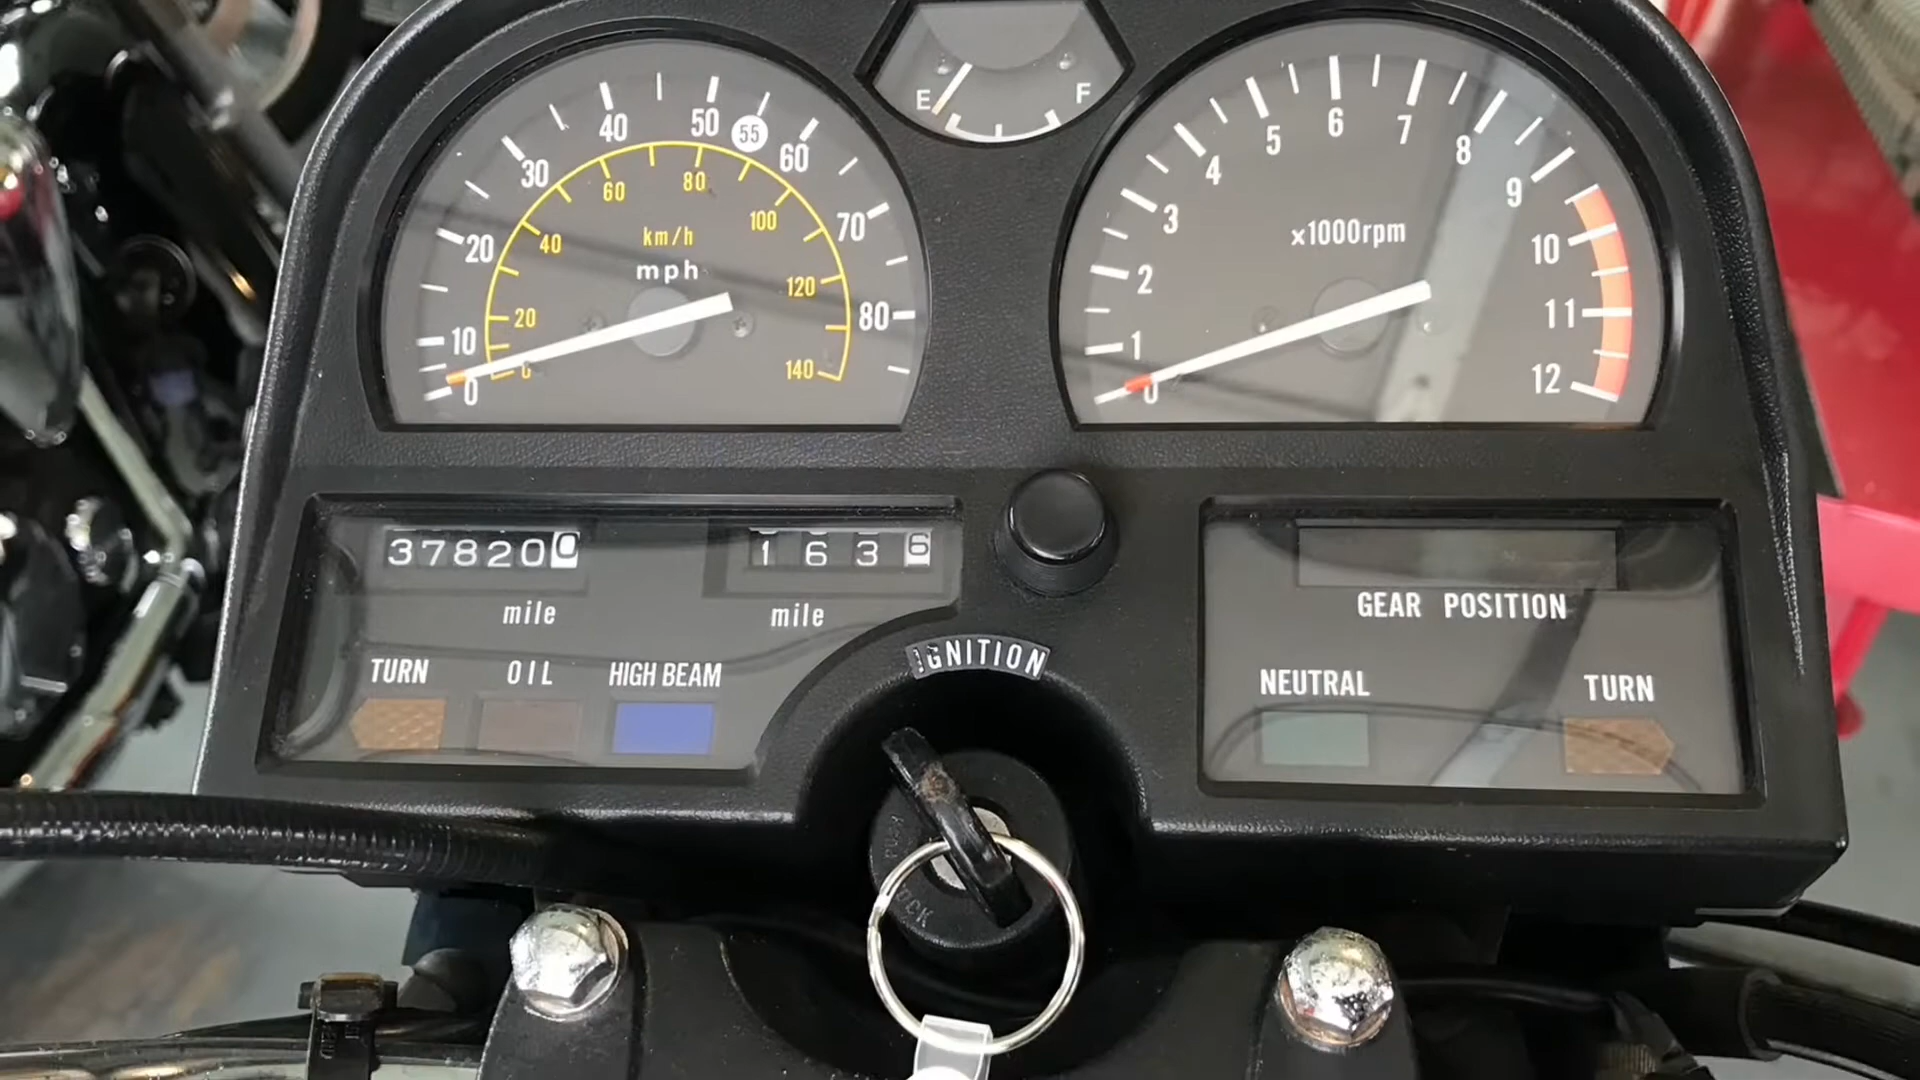 E F
10 20 30 40 50 55 60 70 80
0
20 40 60 80 100 120 140
km/h
mph
0 1 2 3 4 5 6 7 8 9 10 11 12
x1000rpm
378200
mile
163 6
mile
TURN OIL HIGH BEAM
IGNITION
GEAR POSITION
NEUTRAL TURN